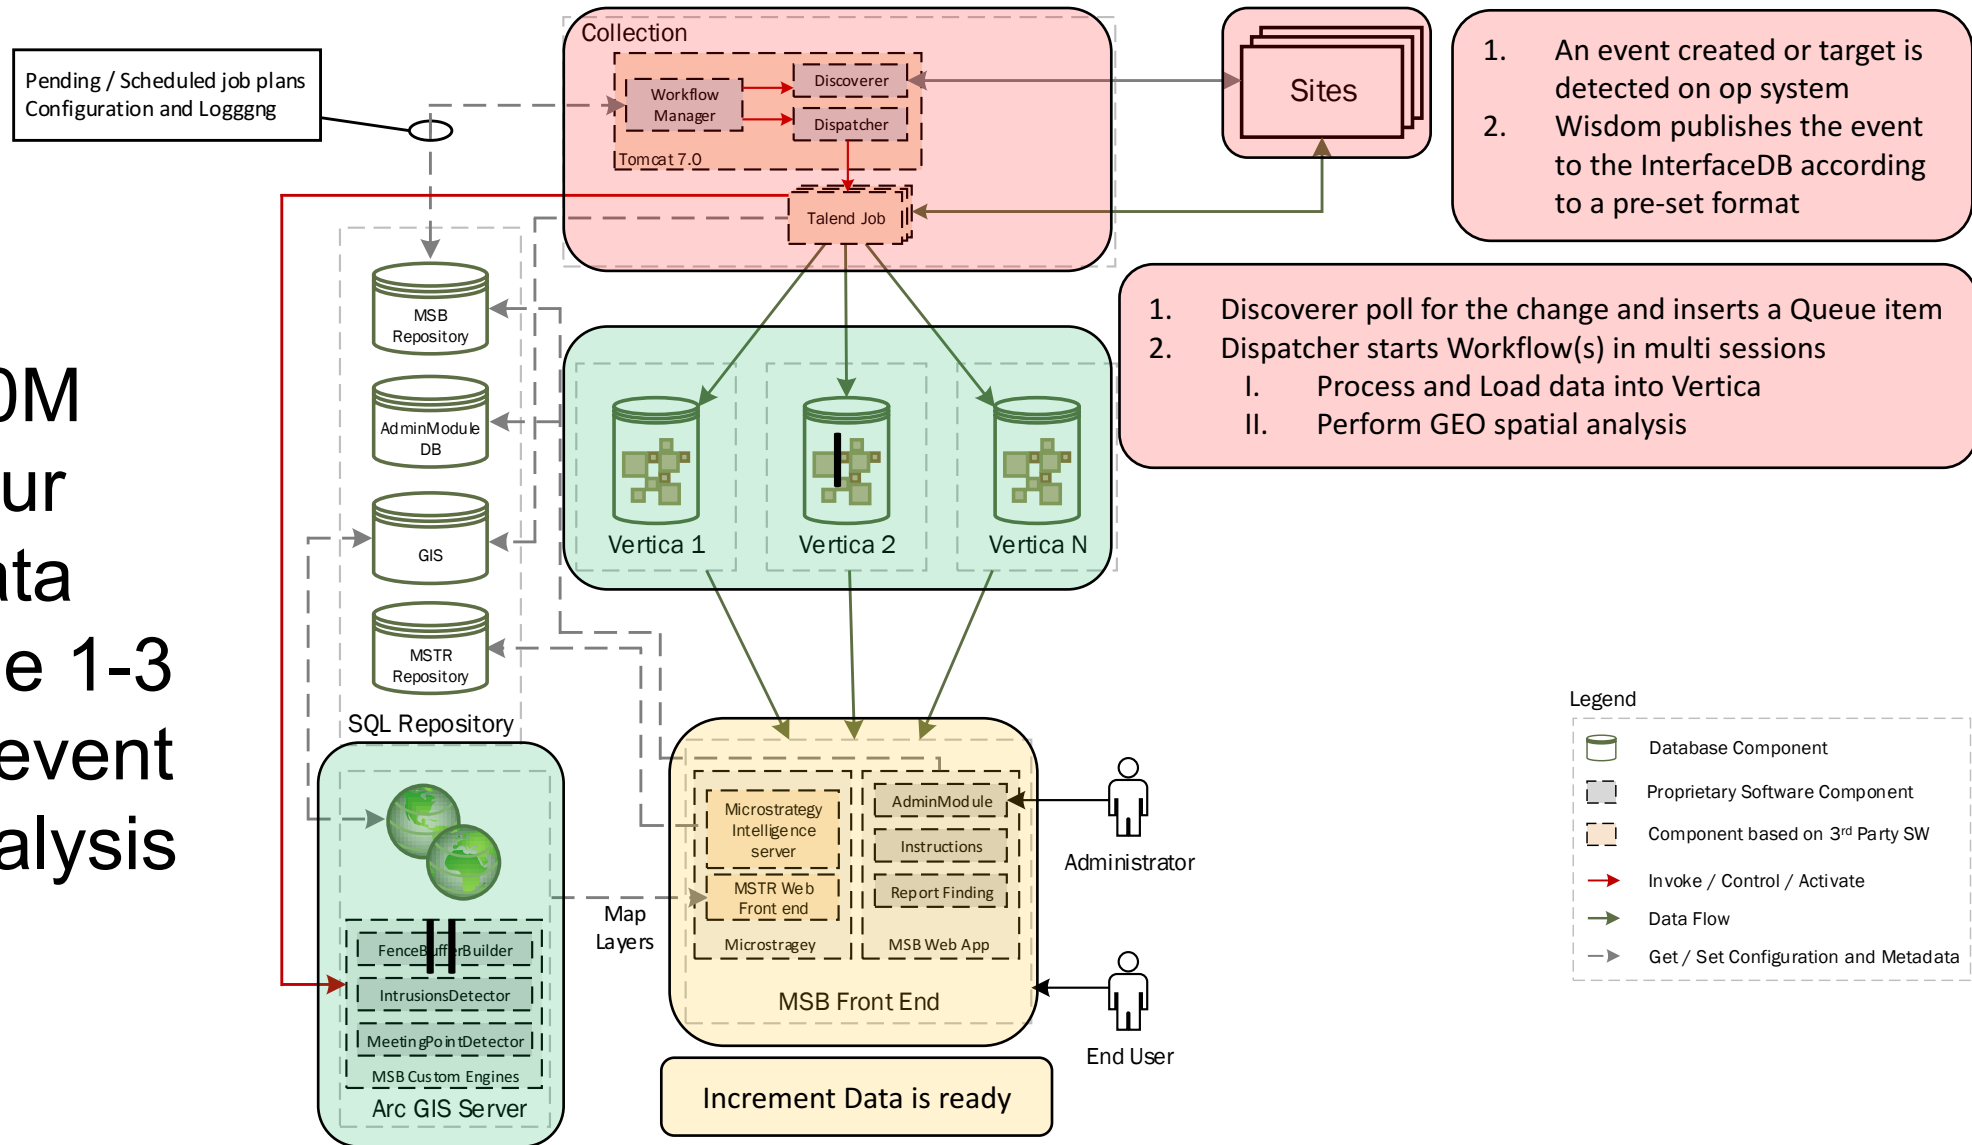 Pending / Scheduled job plans
Configuration and Logggng
Collection
Workflow
Manager
Discoverer
Dispatcher
Tomcat 7.0
Talend Job
Sites
1. An event created or target is
detected on op system
2. Wisdom publishes the event
to the InterfaceDB according
to a pre-set format
1. Discoverer poll for the change and inserts a Queue item
2. Dispatcher starts Workflow(s) in multi sessions
I. Process and Load data into Vertica
II. Perform GEO spatial analysis
0M
ur
ata
e 1-3
event
alysis
MSB
Repository
AdminModule
DB
GIS
MSTR
Repository
SQL Repository
Vertica 1
Vertica 2
Vertica N
FenceBufferBuilder
IntrusionsDetector
MeetingPointDetector
MSB Custom Engines
Arc GIS Server
Map
Layers
Microstrategy
Intelligence
server
MSTR Web
Front end
Microstragey
AdminModule
Instructions
Report Finding
MSB Web App
MSB Front End
Increment Data is ready
Administrator
End User
Legend
Database Component
Proprietary Software Component
Component based on 3rd Party SW
Invoke / Control / Activate
Data Flow
Get / Set Configuration and Metadata